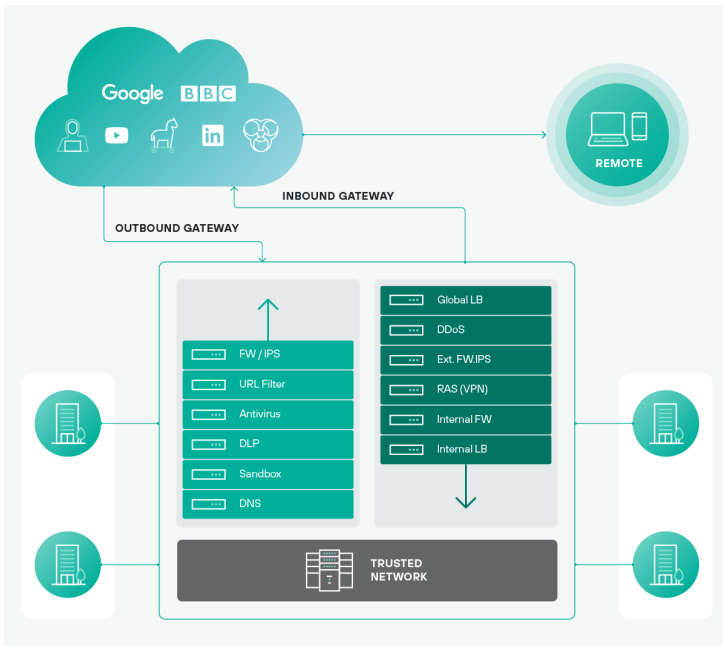 Google
BBC
in
REMOTE
INBOUND GATEWAY
OUTBOUND GATEWAY
FW / IPS
URL Filter
Antivirus
DLP
Sandbox
DNS
Global LB
DDoS
Ext. FW.IPS
RAS (VPN)
Internal FW
Internal LB
TRUSTED
NETWORK